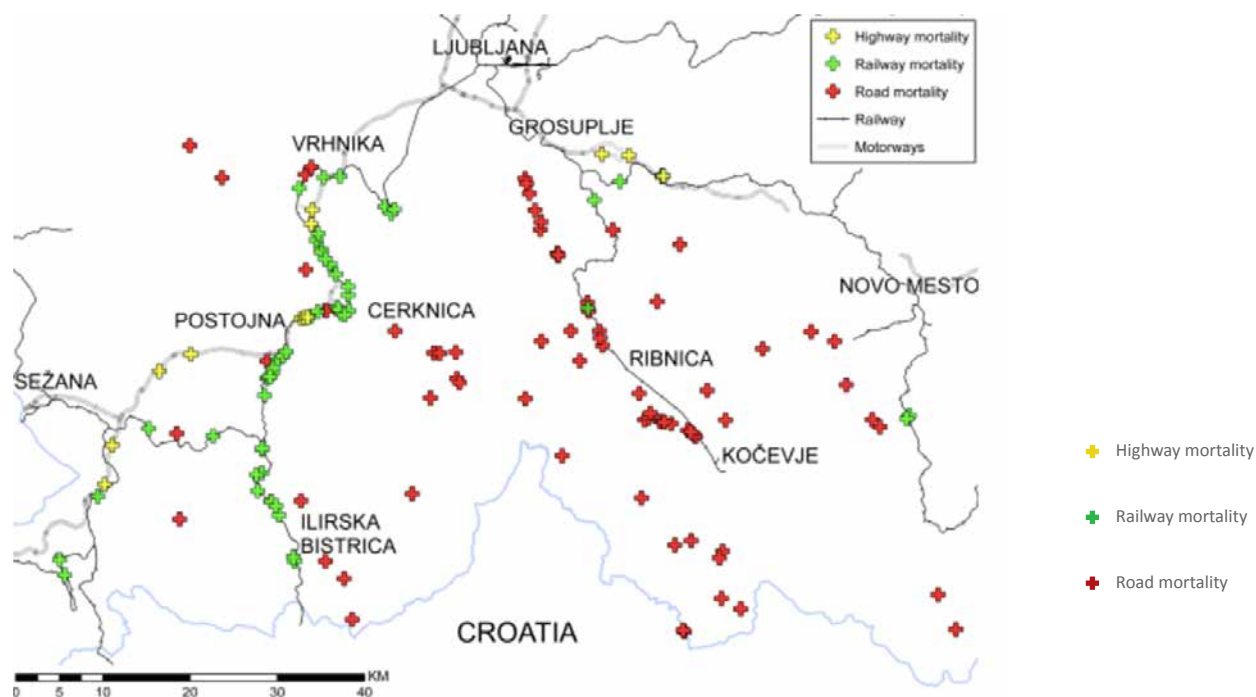 LJUBLJANA
Highway mortality
Railway mortality
Road mortality
Railway
Motorways
GROSUPLJE
VRHNIKA
NOVO MESTO
POSTOJNA
CERKNICA
RIBNICA
SEŽANA
KOČEVJE
Highway mortality
Railway mortality
ILIRSKA
BISTRICA
Road mortality
CROATIA
KM
0 5 10 20 30 40